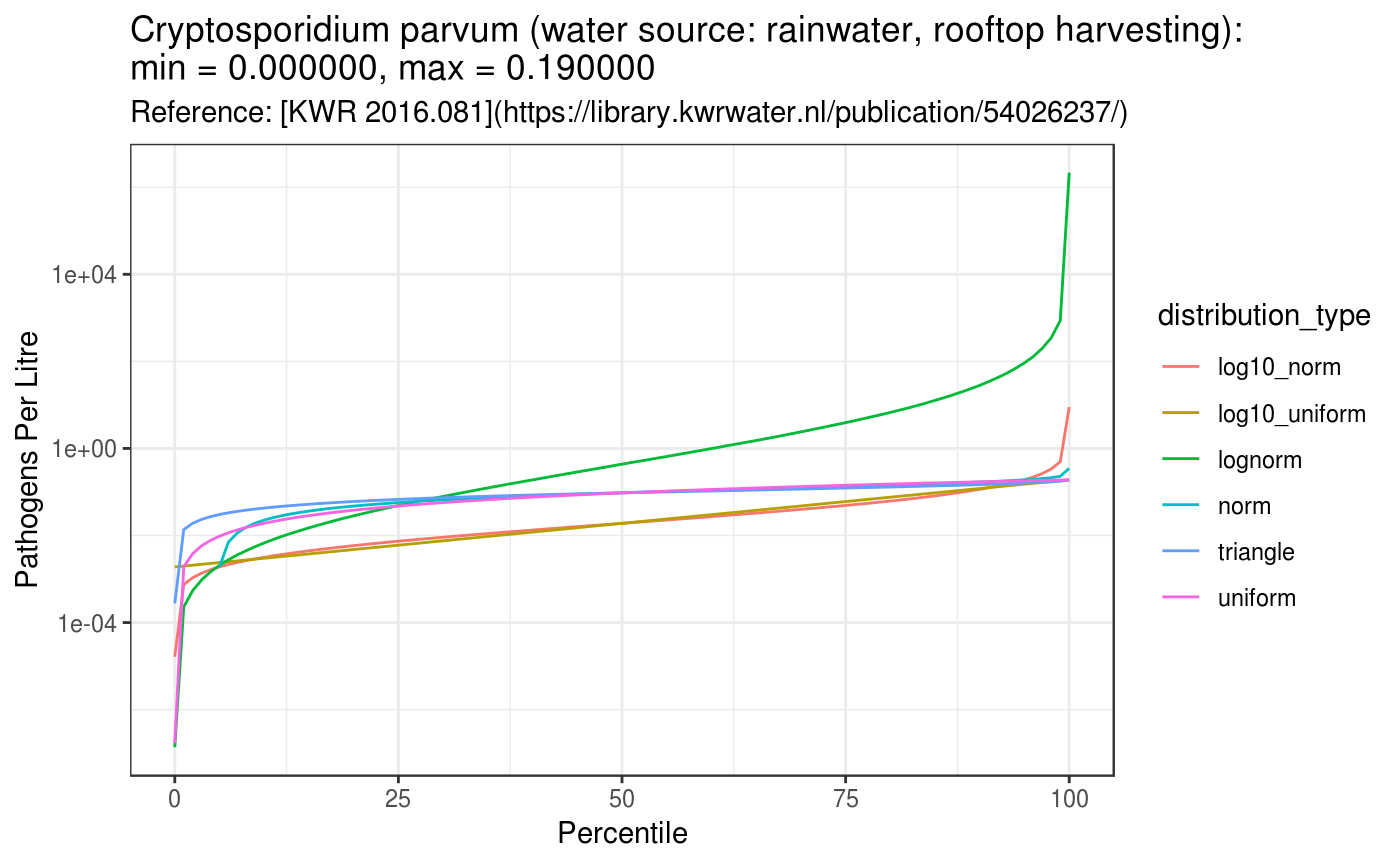 Cryptosporidium parvum (water source: rainwater, rooftop harvesting):
min = 0.000000, max = 0.190000
Reference: [KWR 2016.081](https://library.kwrwater.nl/publication/54026237/)
Pathogens Per Litre
1e+04
1e+00
1e-04
0 25 50 75 100
Percentile
distribution_type
log10_norm
log10_uniform
lognorm
norm
triangle
uniform